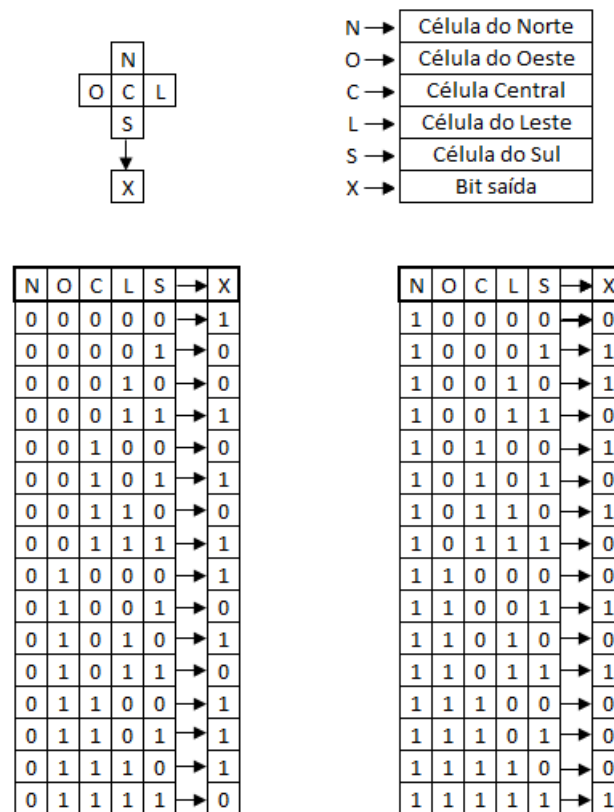 N
O C L
S
X
N Célula do Norte
O Célula do Oeste
C Célula Central
L Célula do Leste
S Célula do Sul
X Bit saída
N O C L S X
0 0 0 0 0 1
0 0 0 0 1 0
0 0 0 1 0 0
0 0 0 1 1 1
0 0 1 0 0 0
0 0 1 0 1 1
0 0 1 1 0 0
0 0 1 1 1 1
0 1 0 0 0 1
0 1 0 0 1 0
0 1 0 1 0 1
0 1 0 1 1 0
0 1 1 0 0 1
0 1 1 0 1 1
0 1 1 1 0 1
0 1 1 1 1 0
N O C L S X
1 0 0 0 0 0
1 0 0 0 1 1
1 0 0 1 0 1
1 0 0 1 1 0
1 0 1 0 0 1
1 0 1 0 1 0
1 0 1 1 0 1
1 0 1 1 1 0
1 1 0 0 0 0
1 1 0 0 1 1
1 1 0 1 0 0
1 1 0 1 1 1
1 1 1 0 0 0
1 1 1 0 1 0
1 1 1 1 0 0
1 1 1 1 1 1